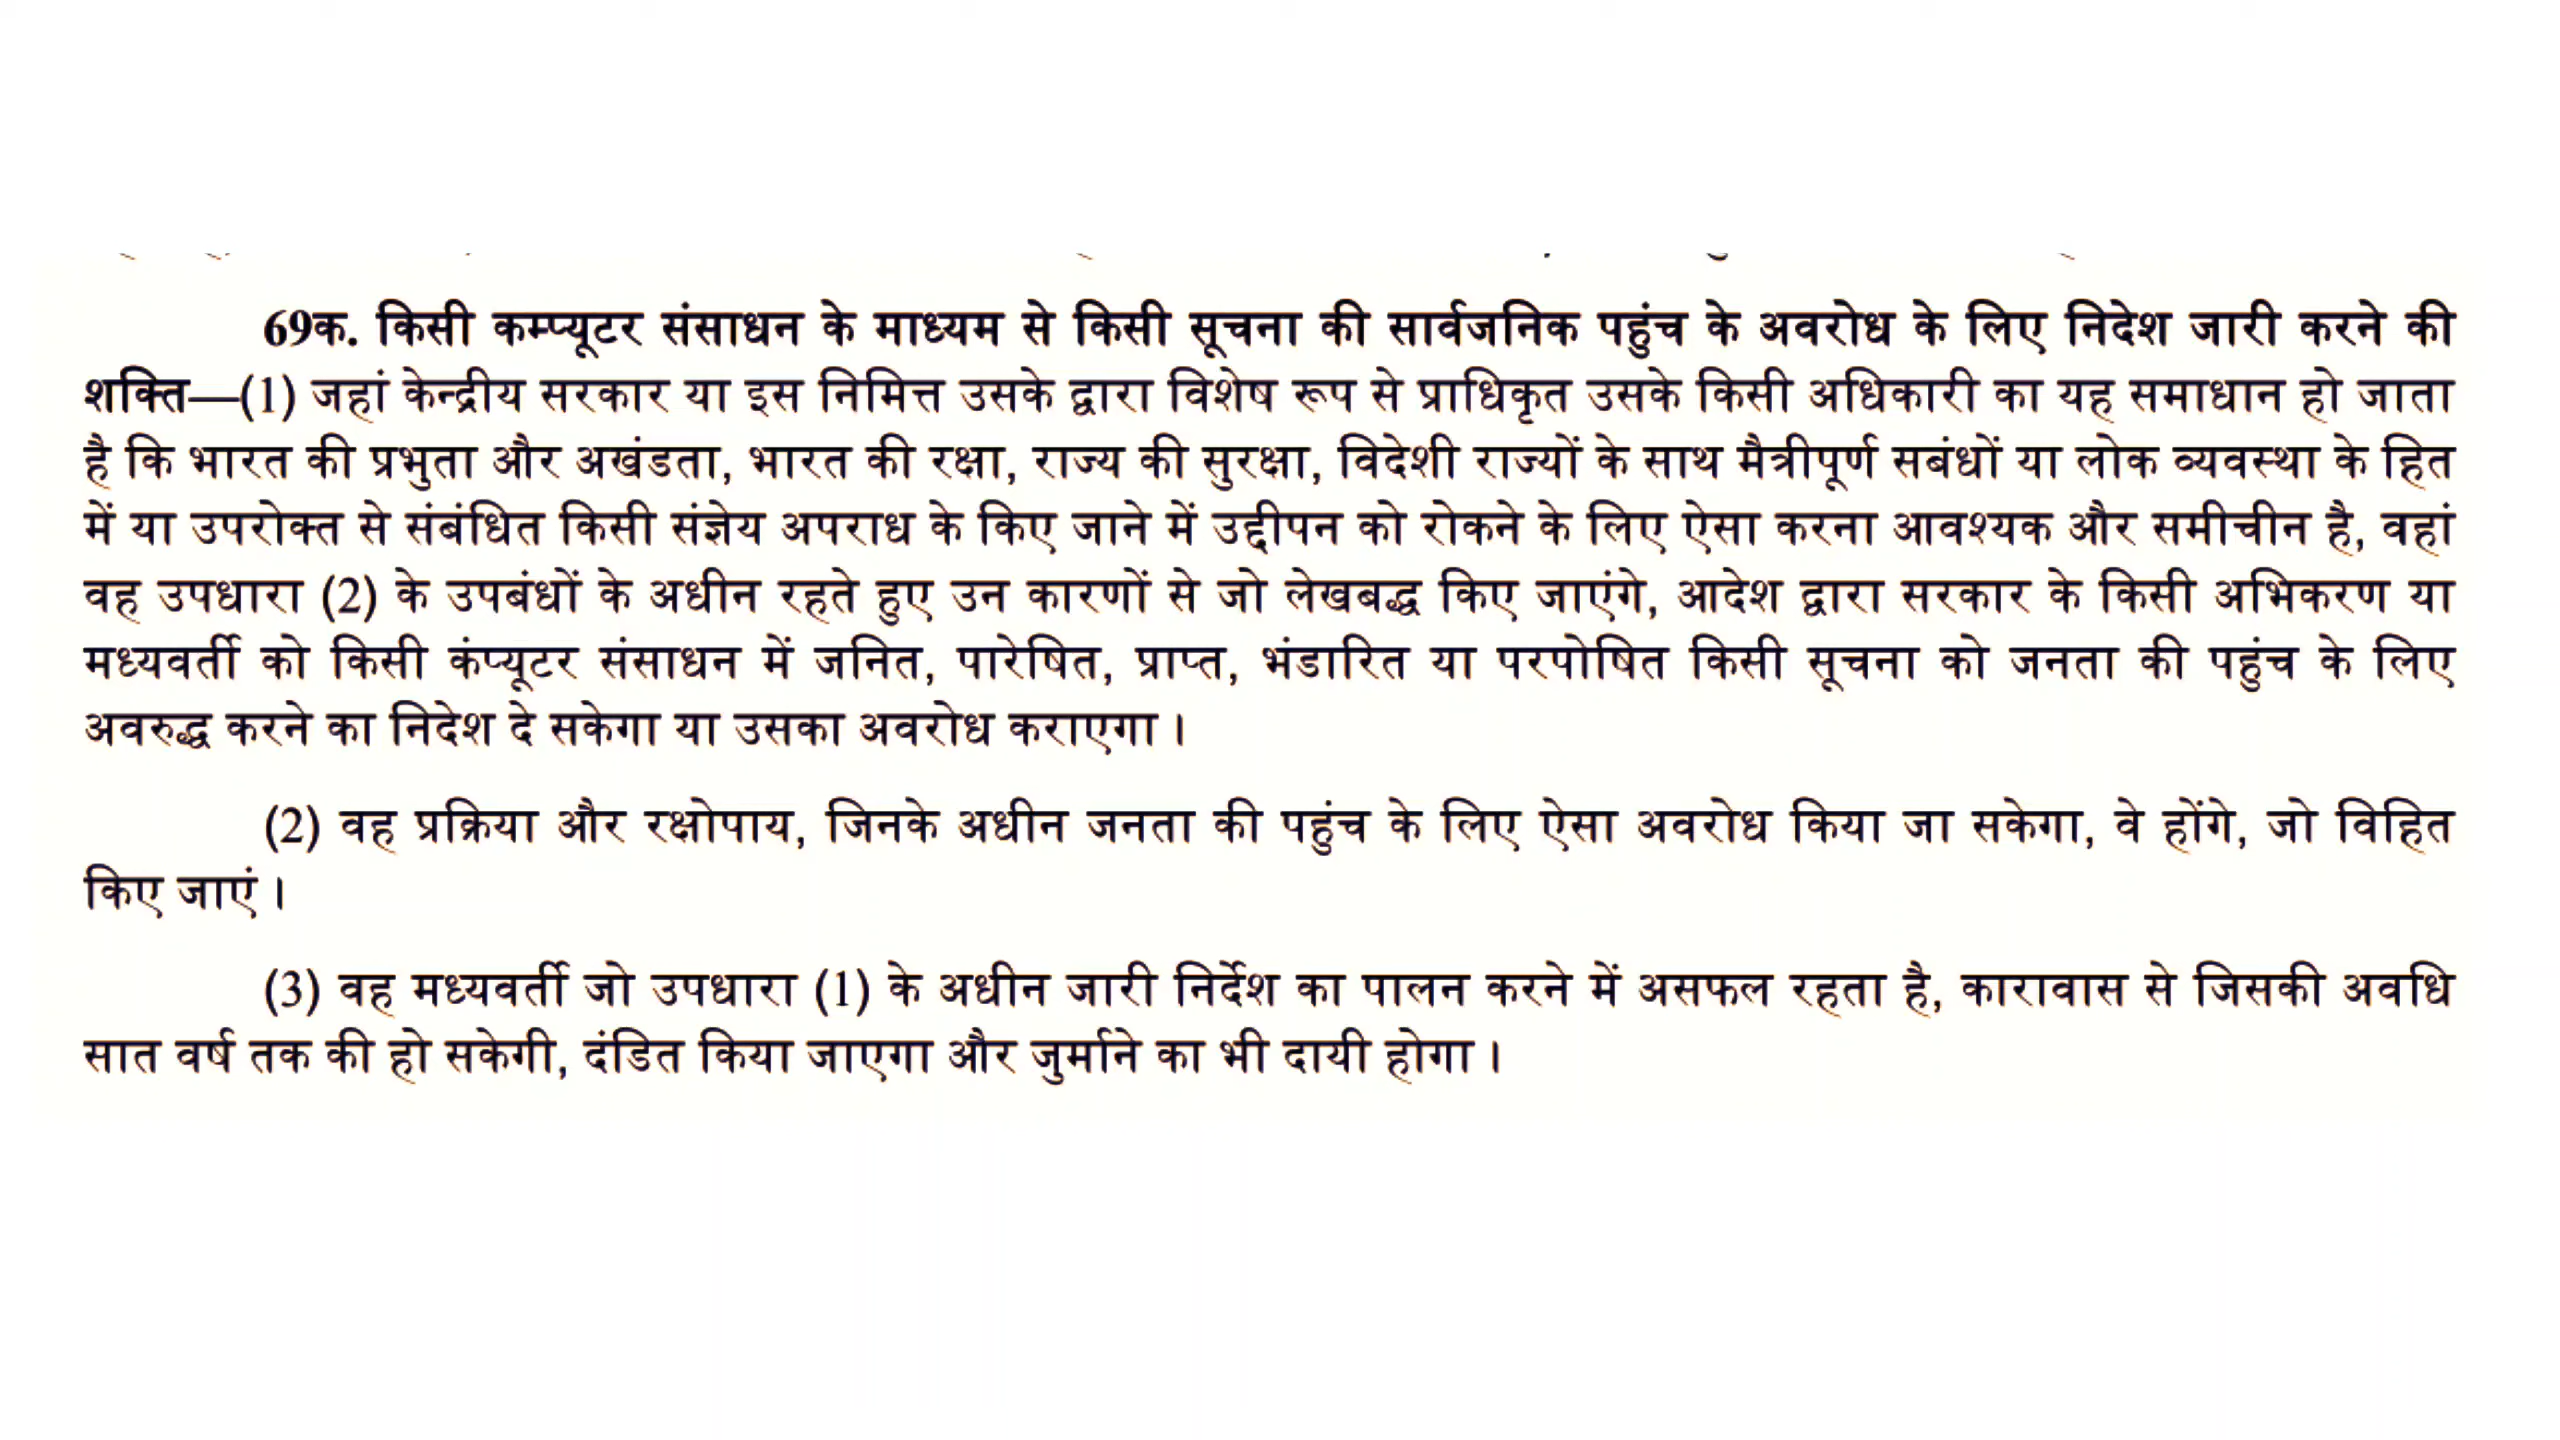 69क. किसी कम्प्यूटर संसाधन के माध्यम से किसी सूचना की सार्वजनिक पहुंच के अवरोध के लिए निदेश जारी करने की
शक्ति—(1) जहां केन्द्रीय सरकार या इस निमित्त उसके द्वारा विशेष रूप से प्राधिकृत उसके किसी अधिकारी का यह समाधान हो जाता
है कि भारत की प्रभुता और अखंडता, भारत की रक्षा, राज्य की सुरक्षा, विदेशी राज्यों के साथ मैत्रीपूर्ण सबंधों या लोक व्यवस्था के हित
में या उपरोक्त से संबंधित किसी संज्ञेय अपराध के किए जाने में उद्दीपन को रोकने के लिए ऐसा करना आवश्यक और समीचीन है, वहां
वह उपधारा (2) के उपबंधों के अधीन रहते हुए उन कारणों से जो लेखबद्ध किए जाएंगे, आदेश द्वारा सरकार के किसी अभिकरण या
मध्यवर्ती को किसी कंप्यूटर संसाधन में जनित, पारेषित, प्राप्त, भंडारित या परपोषित किसी सूचना को जनता की पहुंच के लिए
अवरुद्ध करने का निदेश दे सकेगा या उसका अवरोध कराएगा ।
(2) वह प्रक्रिया और रक्षोपाय, जिनके अधीन जनता की पहुंच के लिए ऐसा अवरोध किया जा सकेगा, वे होंगे, जो विहित
किए जाएं ।
(3) वह मध्यवर्ती जो उपधारा (1) के अधीन जारी निर्देश का पालन करने में असफल रहता है, कारावास से जिसकी अवधि
सात वर्ष तक की हो सकेगी, दंडित किया जाएगा और जुर्माने का भी दायी होगा ।